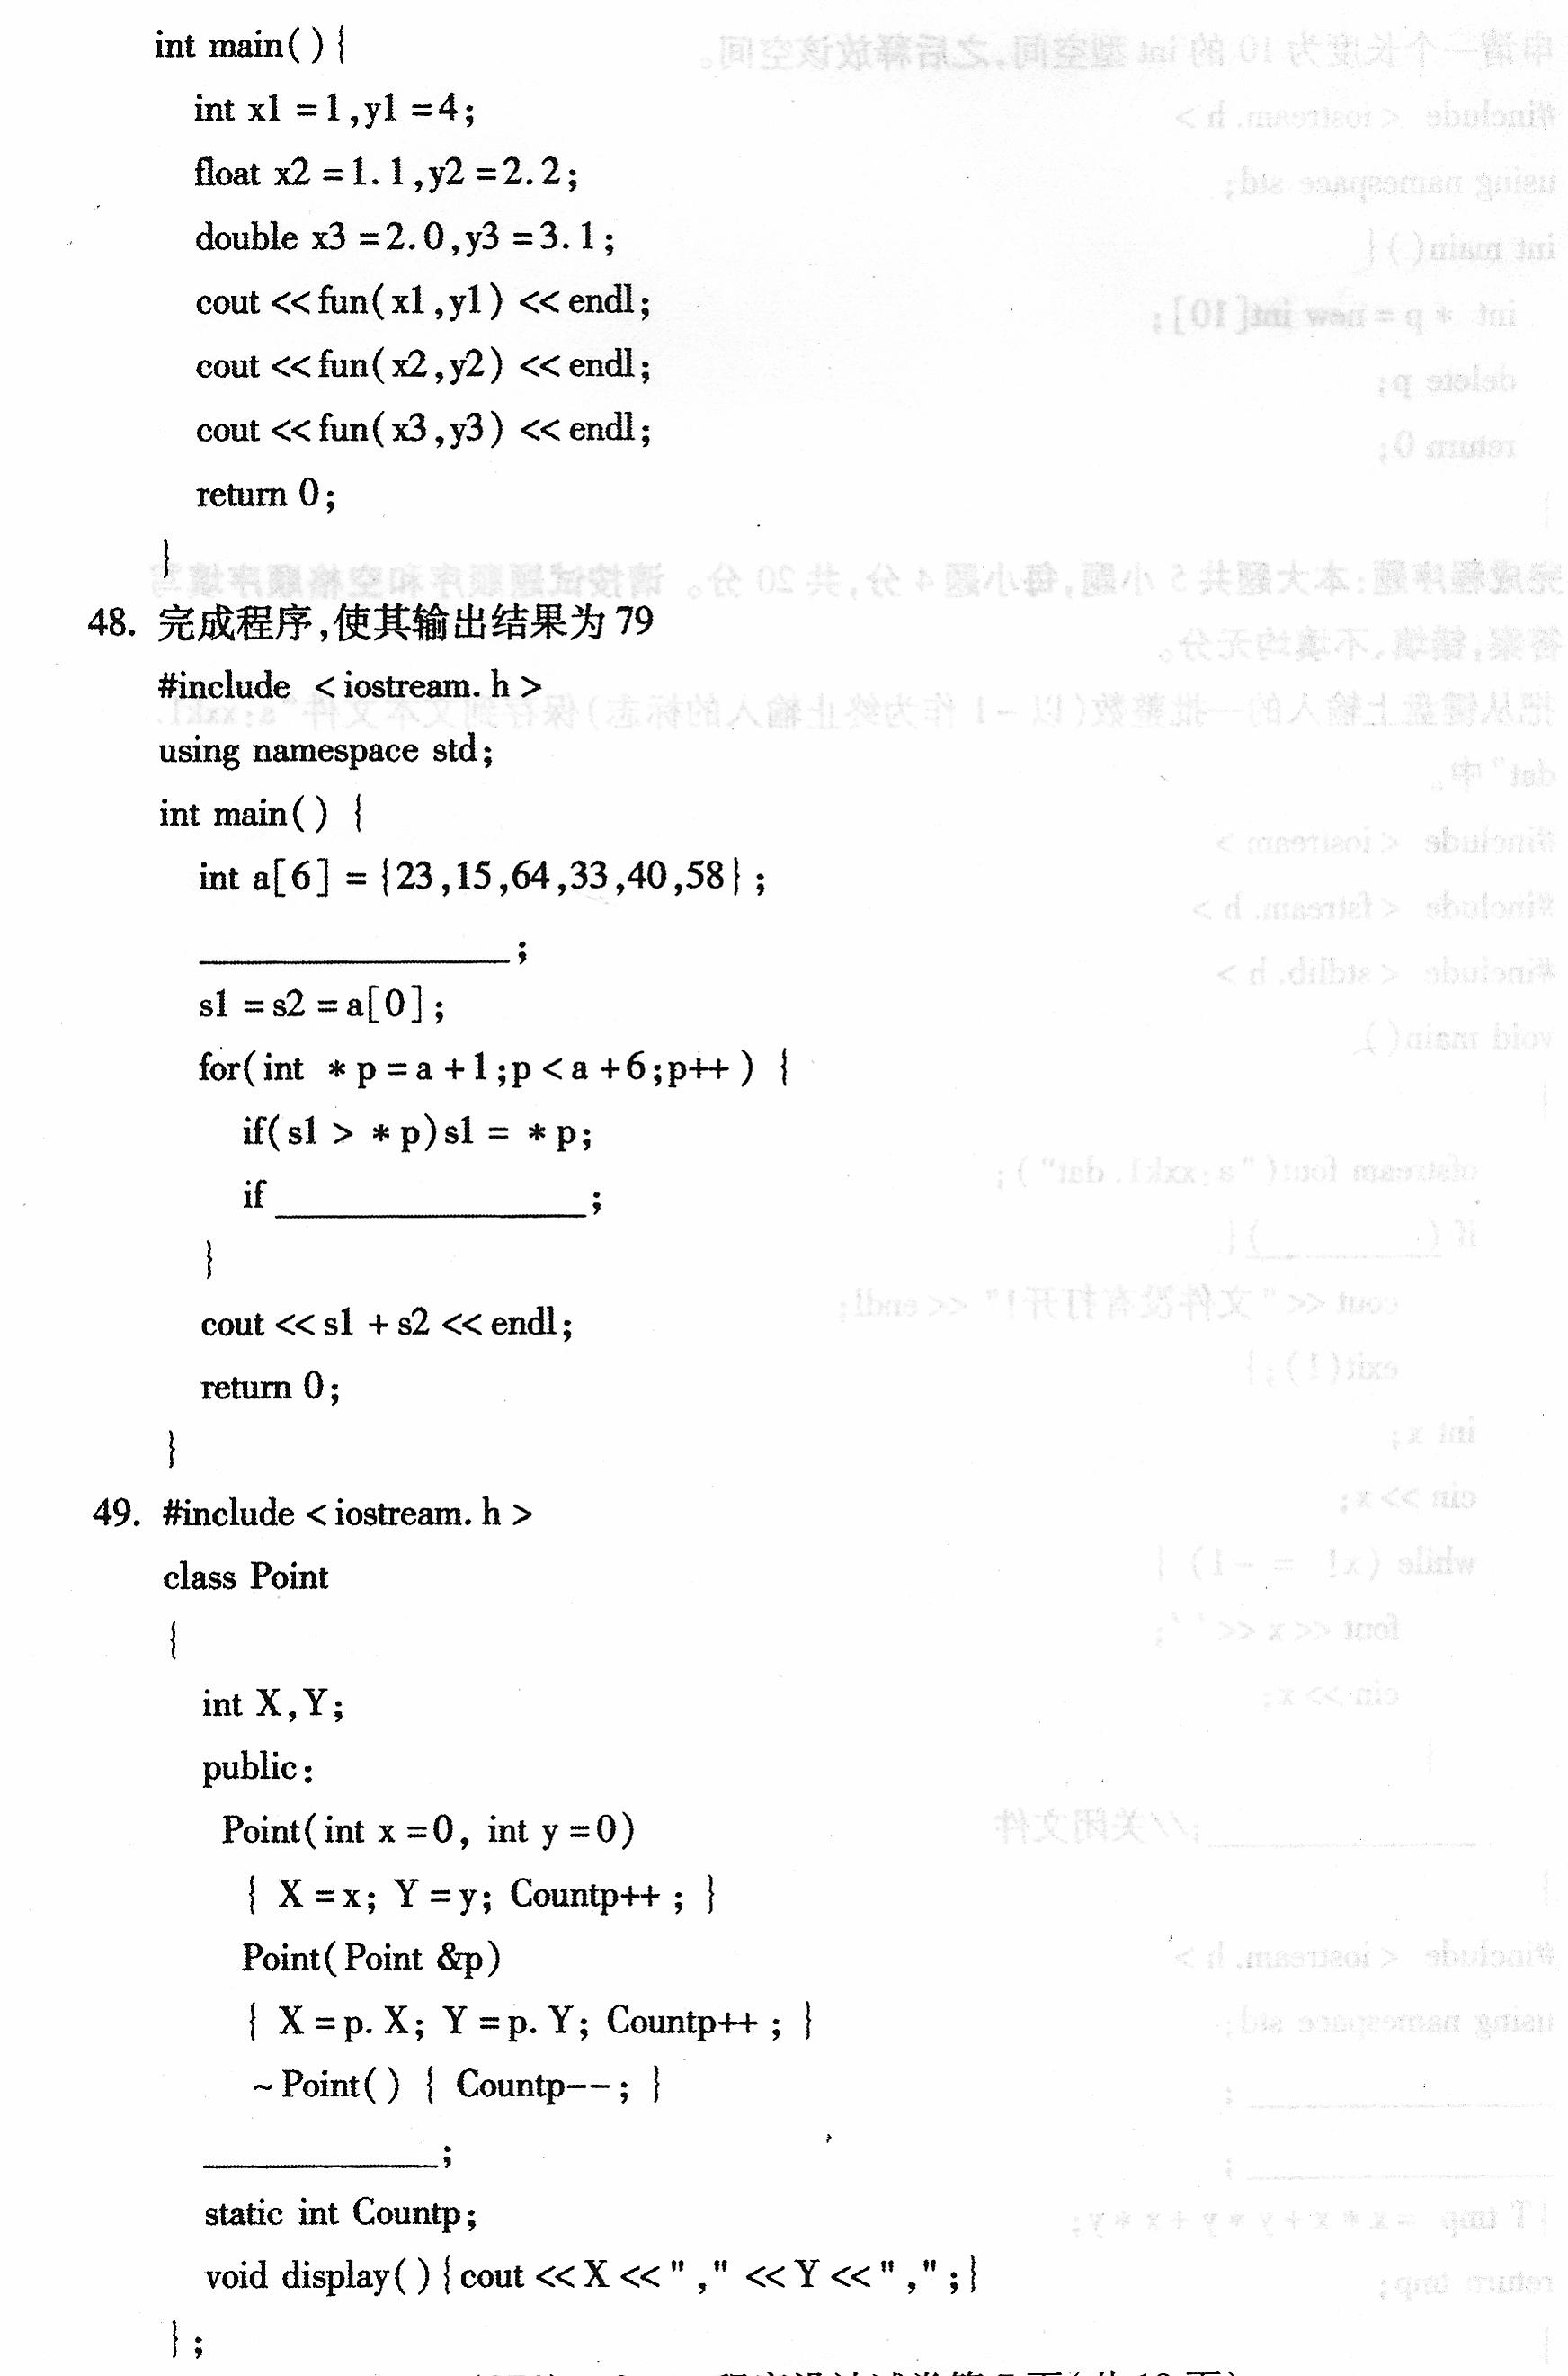 int main( ) {
int x1 =1,y1 =4;
float x2 =1.1,y2 =2.2;
double x3 =2.0,y3 =3.1;
cout <<fun(x1,y1) <<endl;
cout <<fun(x2,y2) <<endl;
cout <<fun(x3,y3) <<endl;
return 0;
}
48. 完成程序,使其输出结果为79
#include <iostream.h>
using namespace std;
int main( ) {
int a[6] = {23,15,64,33,40,58};
________________;
s1 =s2 =a[0];
for(int *p=a+1;p<a+6;p++) {
if(s1 > *p)s1 = *p;
if ________________;
}
cout <<s1 +s2 <<endl;
return 0;
}
49. #include <iostream.h>
class Point
{
int X,Y;
public:
Point(int x=0, int y=0)
{ X=x; Y=y; Countp++; }
Point(Point &p)
{ X=p.X; Y=p.Y; Countp++; }
~Point( ) { Countp--; }
____________;
static int Countp;
void display( ){cout <<X <<"," <<Y <<",";}
};